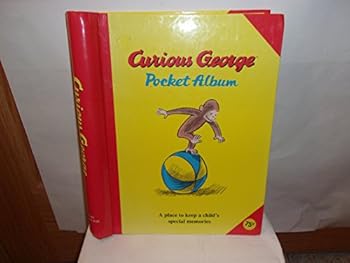 Curious George
Pocket Album
A place to keep a child's
special memories
Curious George